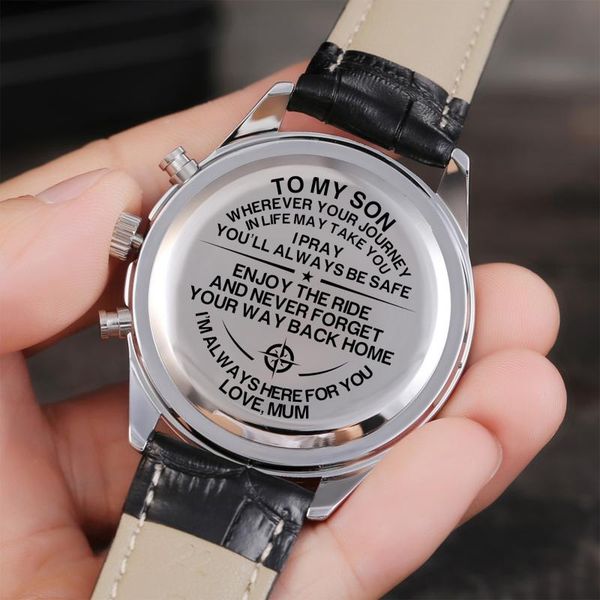 TO MY SON
WHEREVER YOUR JOURNEY
IN LIFE MAY TAKE YOU
I PRAY
YOU'LL ALWAYS BE SAFE
ENJOY THE RIDE
AND NEVER FORGET
YOUR WAY BACK HOME
I'M ALWAYS HERE FOR YOU
LOVE, MUM